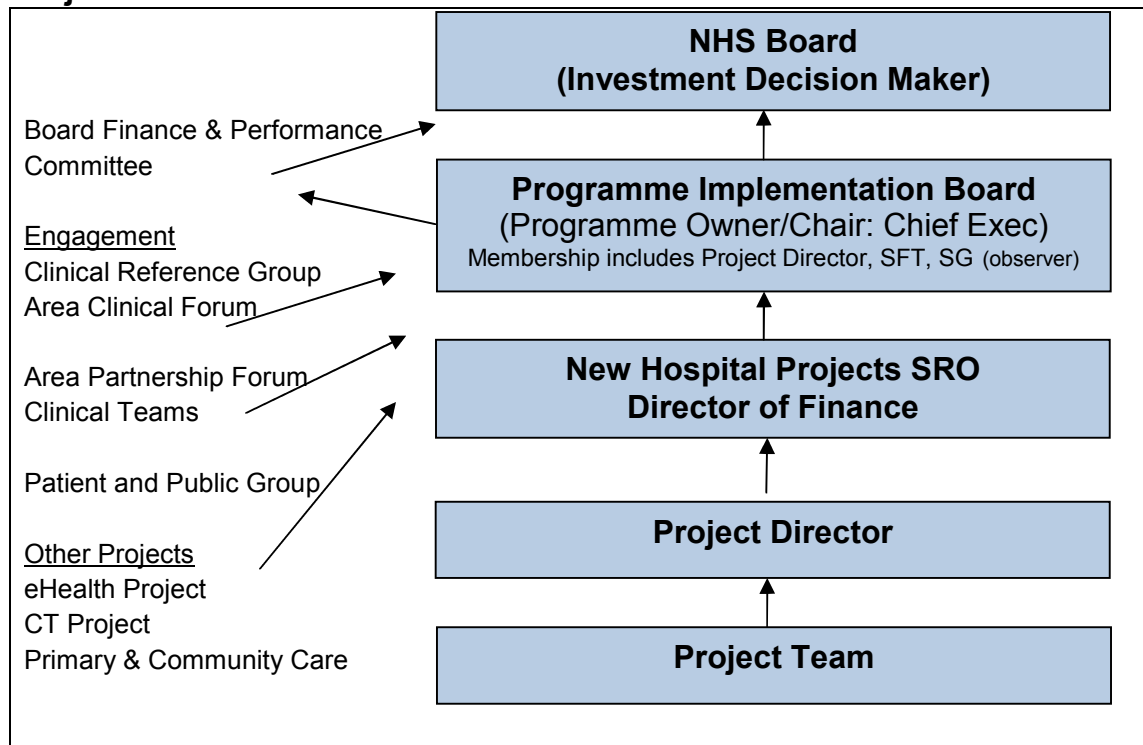 NHS Board
(Investment Decision Maker)
Board Finance & Performance
Committee
Programme Implementation Board
(Programme Owner/Chair: Chief Exec)
Membership includes Project Director, SFT, SG (observer)
Engagement
Clinical Reference Group
Area Clinical Forum
New Hospital Projects SRO
Director of Finance
Area Partnership Forum
Clinical Teams
Patient and Public Group
Project Director
Other Projects
eHealth Project
CT Project
Primary & Community Care
Project Team